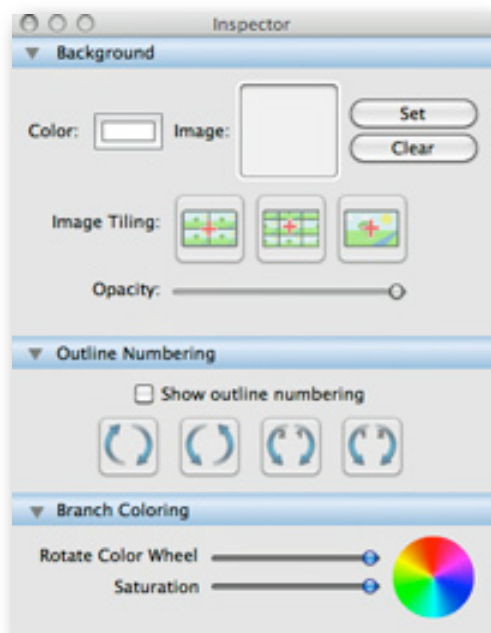 Inspector
Background
Color:
Image:
Set
Clear
Image Tiling:
Opacity:
Outline Numbering
Show outline numbering
Branch Coloring
Rotate Color Wheel
Saturation